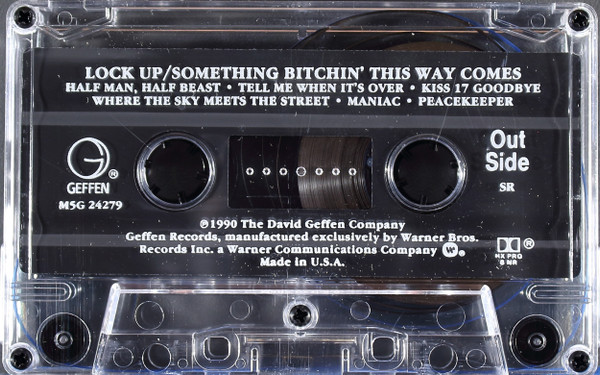 LOCK UP/SOMETHING BITCHIN' THIS WAY COMES
HALF MAN, HALF BEAST • TELL ME WHEN IT'S OVER • KISS 17 GOODBYE
WHERE THE SKY MEETS THE STREET • MANIAC • PEACEKEEPER
G®
GEFFEN
M5G 24279
Out
Side
SR
℗1990 The David Geffen Company
Geffen Records, manufactured exclusively by Warner Bros.
Records Inc. a Warner Communications Company W.
Made in U.S.A.
®
HX PRO
B NR